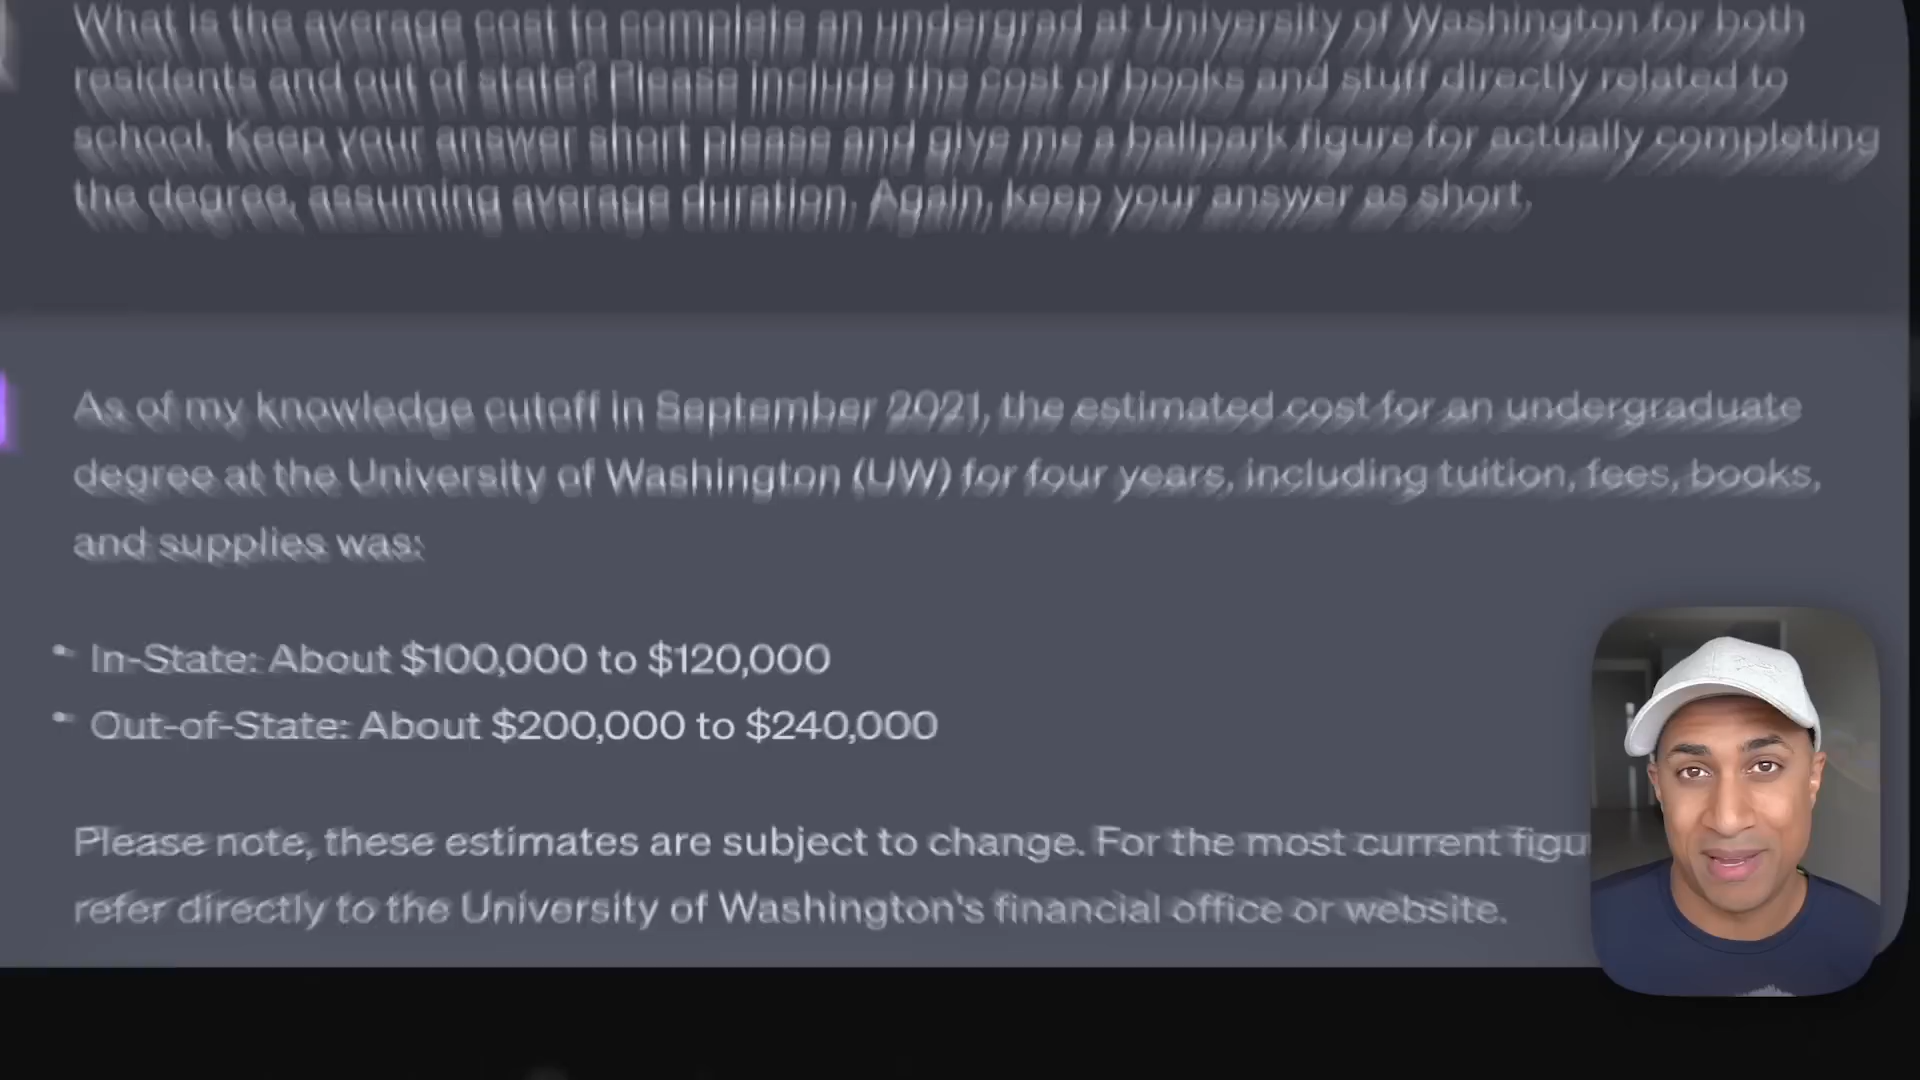 What is the average cost to complete an undergrad at University of Washington for both
residents and out of state? Please include the cost of books and stuff directly related to
school. Keep your answer short please and give me a ballpark figure for actually completing
the degree, assuming average duration. Again, keep your answer as short.
As of my knowledge cutoff in September 2021, the estimated cost for an undergraduate
degree at the University of Washington (UW) for four years, including tuition, fees, books,
and supplies was:
• In-State: About $100,000 to $120,000
• Out-of-State: About $200,000 to $240,000
Please note, these estimates are subject to change. For the most current figu
refer directly to the University of Washington's financial office or website.